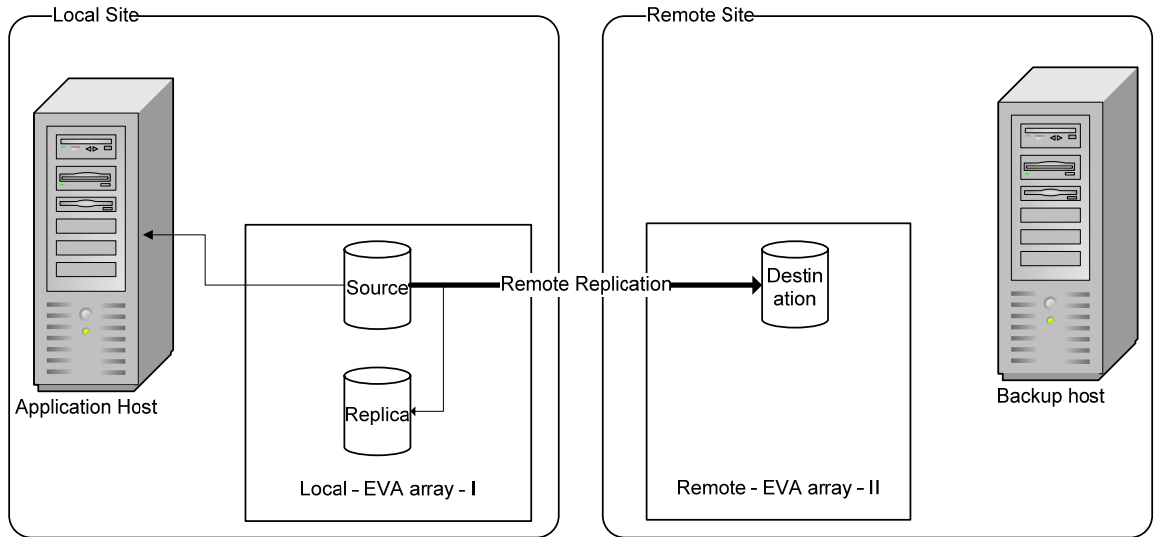 Local Site
Remote Site
Source
Remote Replication
Destin
ation
Replica
Application Host
Backup host
Local - EVA array - I
Remote - EVA array - II